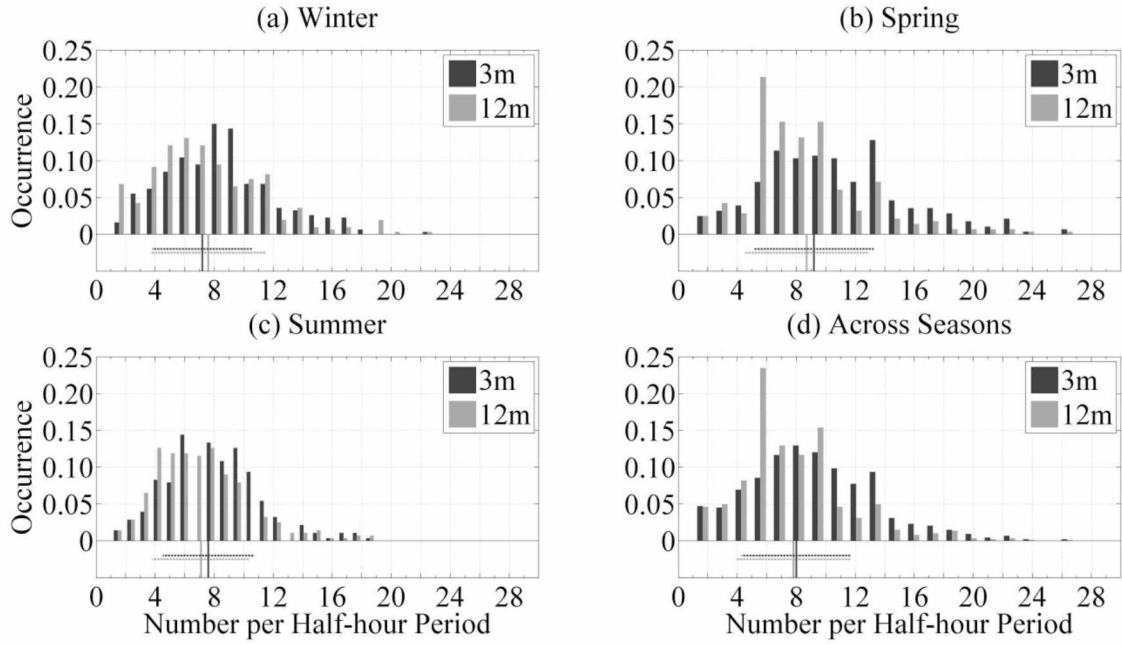 (a) Winter
0.25
0.20
0.15
0.10
0.05
0
Occurrence
3m
12m
0 4 8 12 16 20 24 28
(b) Spring
0.25
0.20
0.15
0.10
0.05
0
3m
12m
0 4 8 12 16 20 24 28
(c) Summer
0.25
0.20
0.15
0.10
0.05
0
Occurrence
3m
12m
0 4 8 12 16 20 24 28
Number per Half-hour Period
(d) Across Seasons
0.25
0.20
0.15
0.10
0.05
0
3m
12m
0 4 8 12 16 20 24 28
Number per Half-hour Period